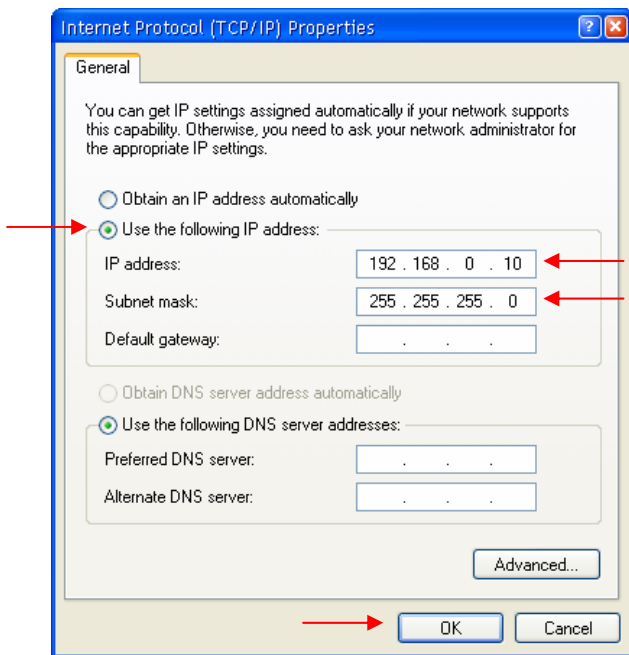 Internet Protocol (TCP/IP) Properties
General
You can get IP settings assigned automatically if your network supports
this capability. Otherwise, you need to ask your network administrator for
the appropriate IP settings.
Obtain an IP address automatically
Use the following IP address:
IP address: 192 . 168 . 0 . 10
Subnet mask: 255 . 255 . 255 . 0
Default gateway: . . .
Obtain DNS server address automatically
Use the following DNS server addresses:
Preferred DNS server: . . .
Alternate DNS server: . . .
Advanced...
OK Cancel